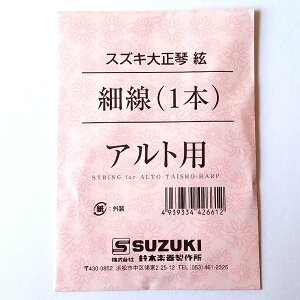 スズキ大正琴 絃
細線(1本)
アルト用
STRING for ALTO TAISHO-HARP
紙:外装
4939334426612
SUZUKI
株式会社 鈴木楽器製作所
〒430-0852 浜松市中区領家2-25-12 TEL(053)461-2325